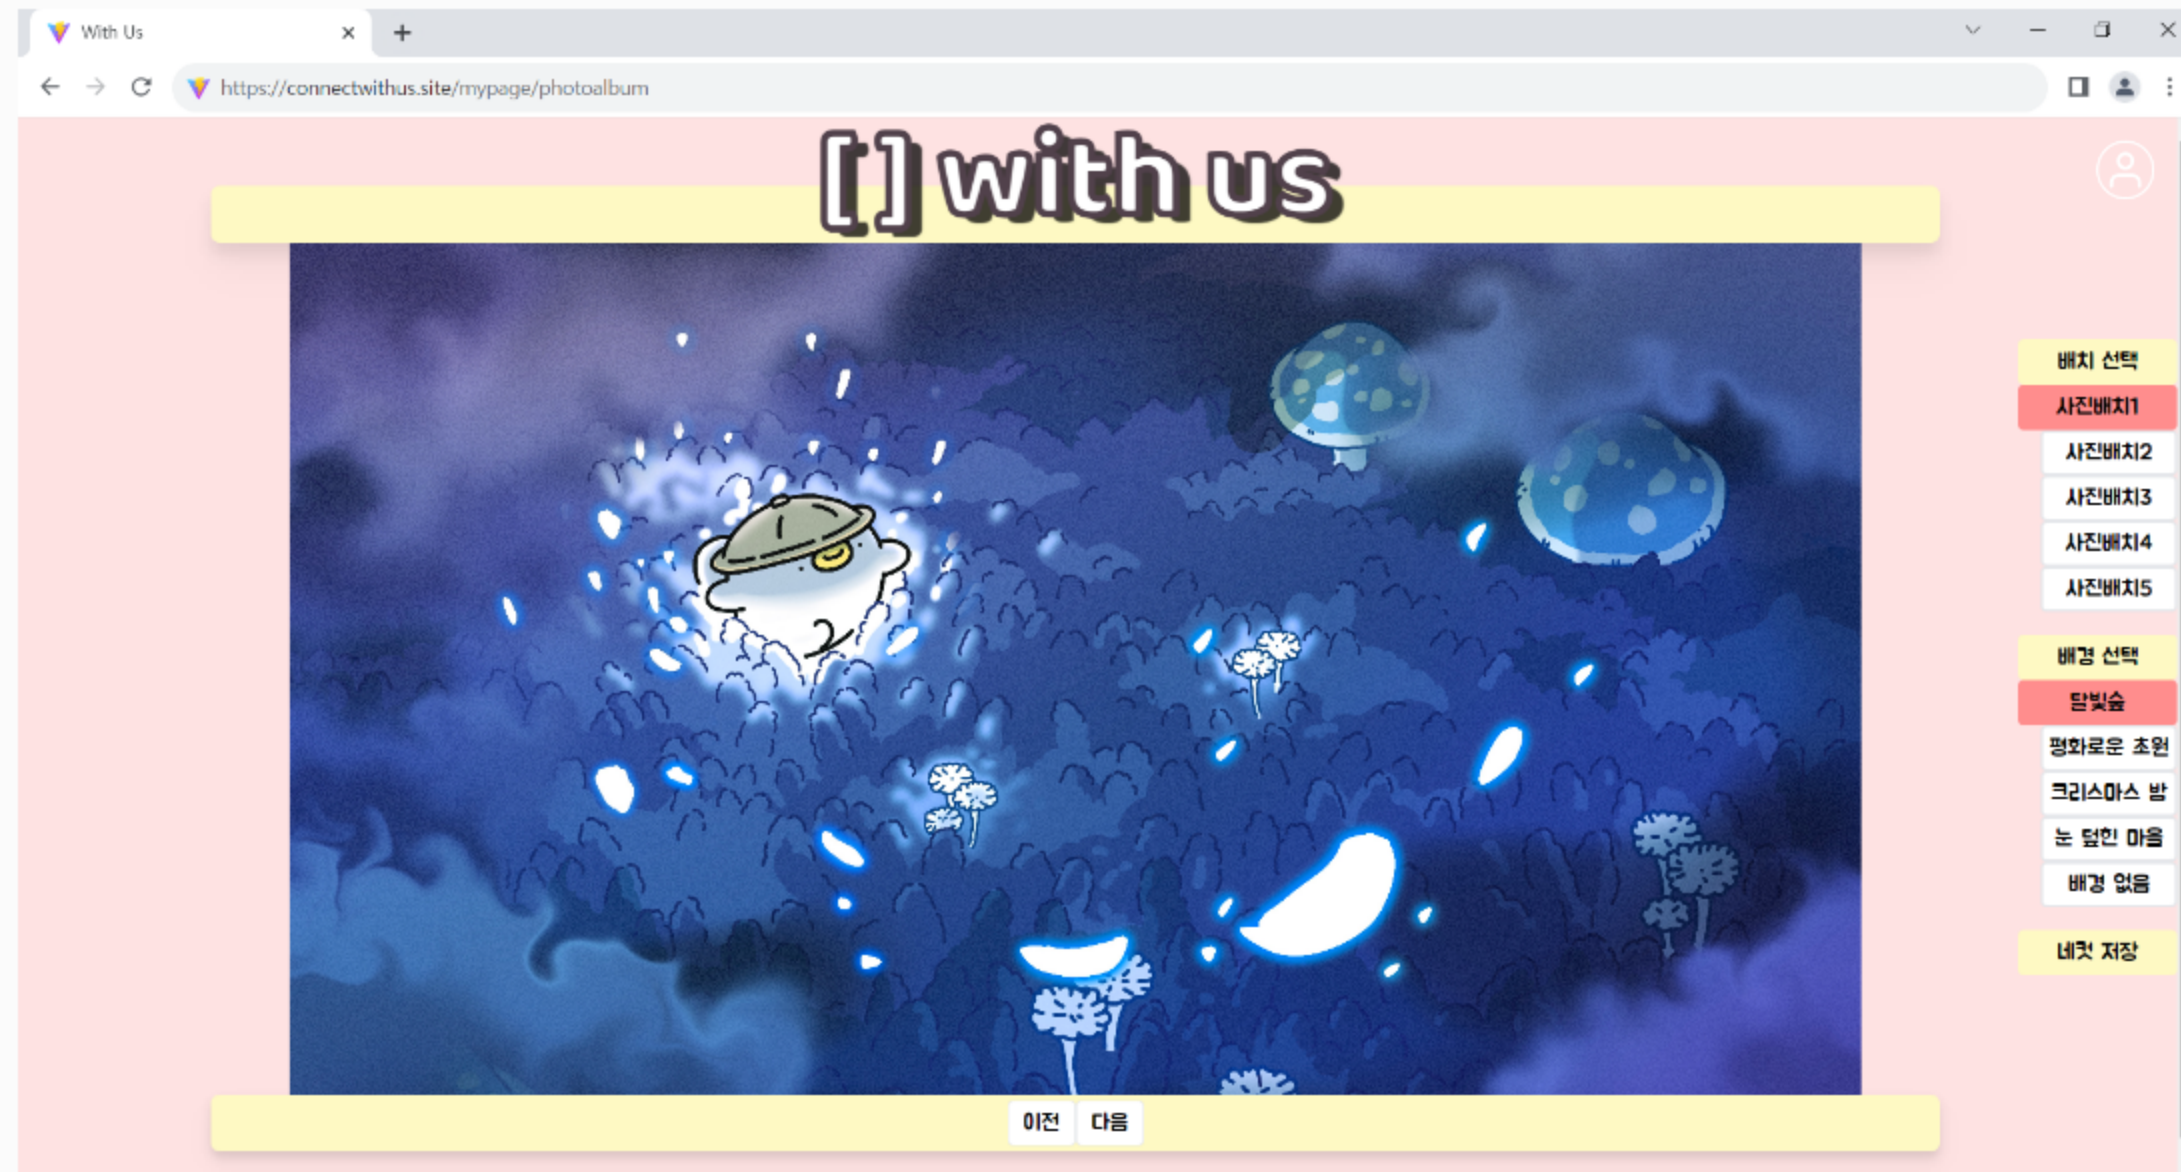 With Us
https://connectwithus.site/mypage/photoalbum
[ ] with us
배치 선택
사진배치1
사진배치2
사진배치3
사진배치4
사진배치5
배경 선택
달빛숲
평화로운 초원
크리스마스 밤
눈 덮힌 마을
배경 없음
네컷 저장
이전 다음